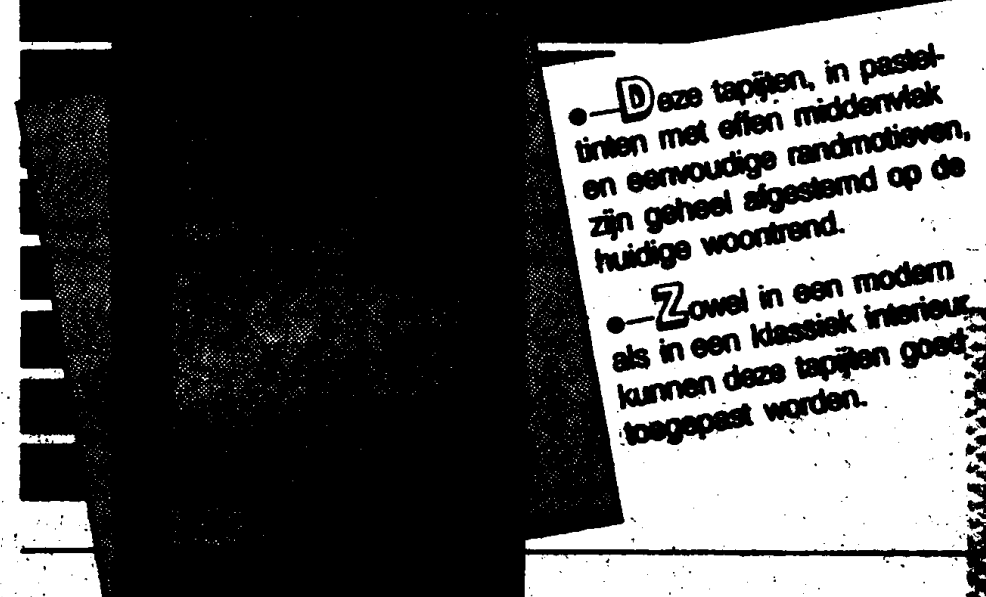 Deze tapijten, in pastel-
tinten met effen middenvlak
en eenvoudige randmotieven,
zijn geheel afgestemd op de
huidige woontrend.
Zowel in een modern
als in een klassiek interieur
kunnen deze tapijten goed
toegepast worden.